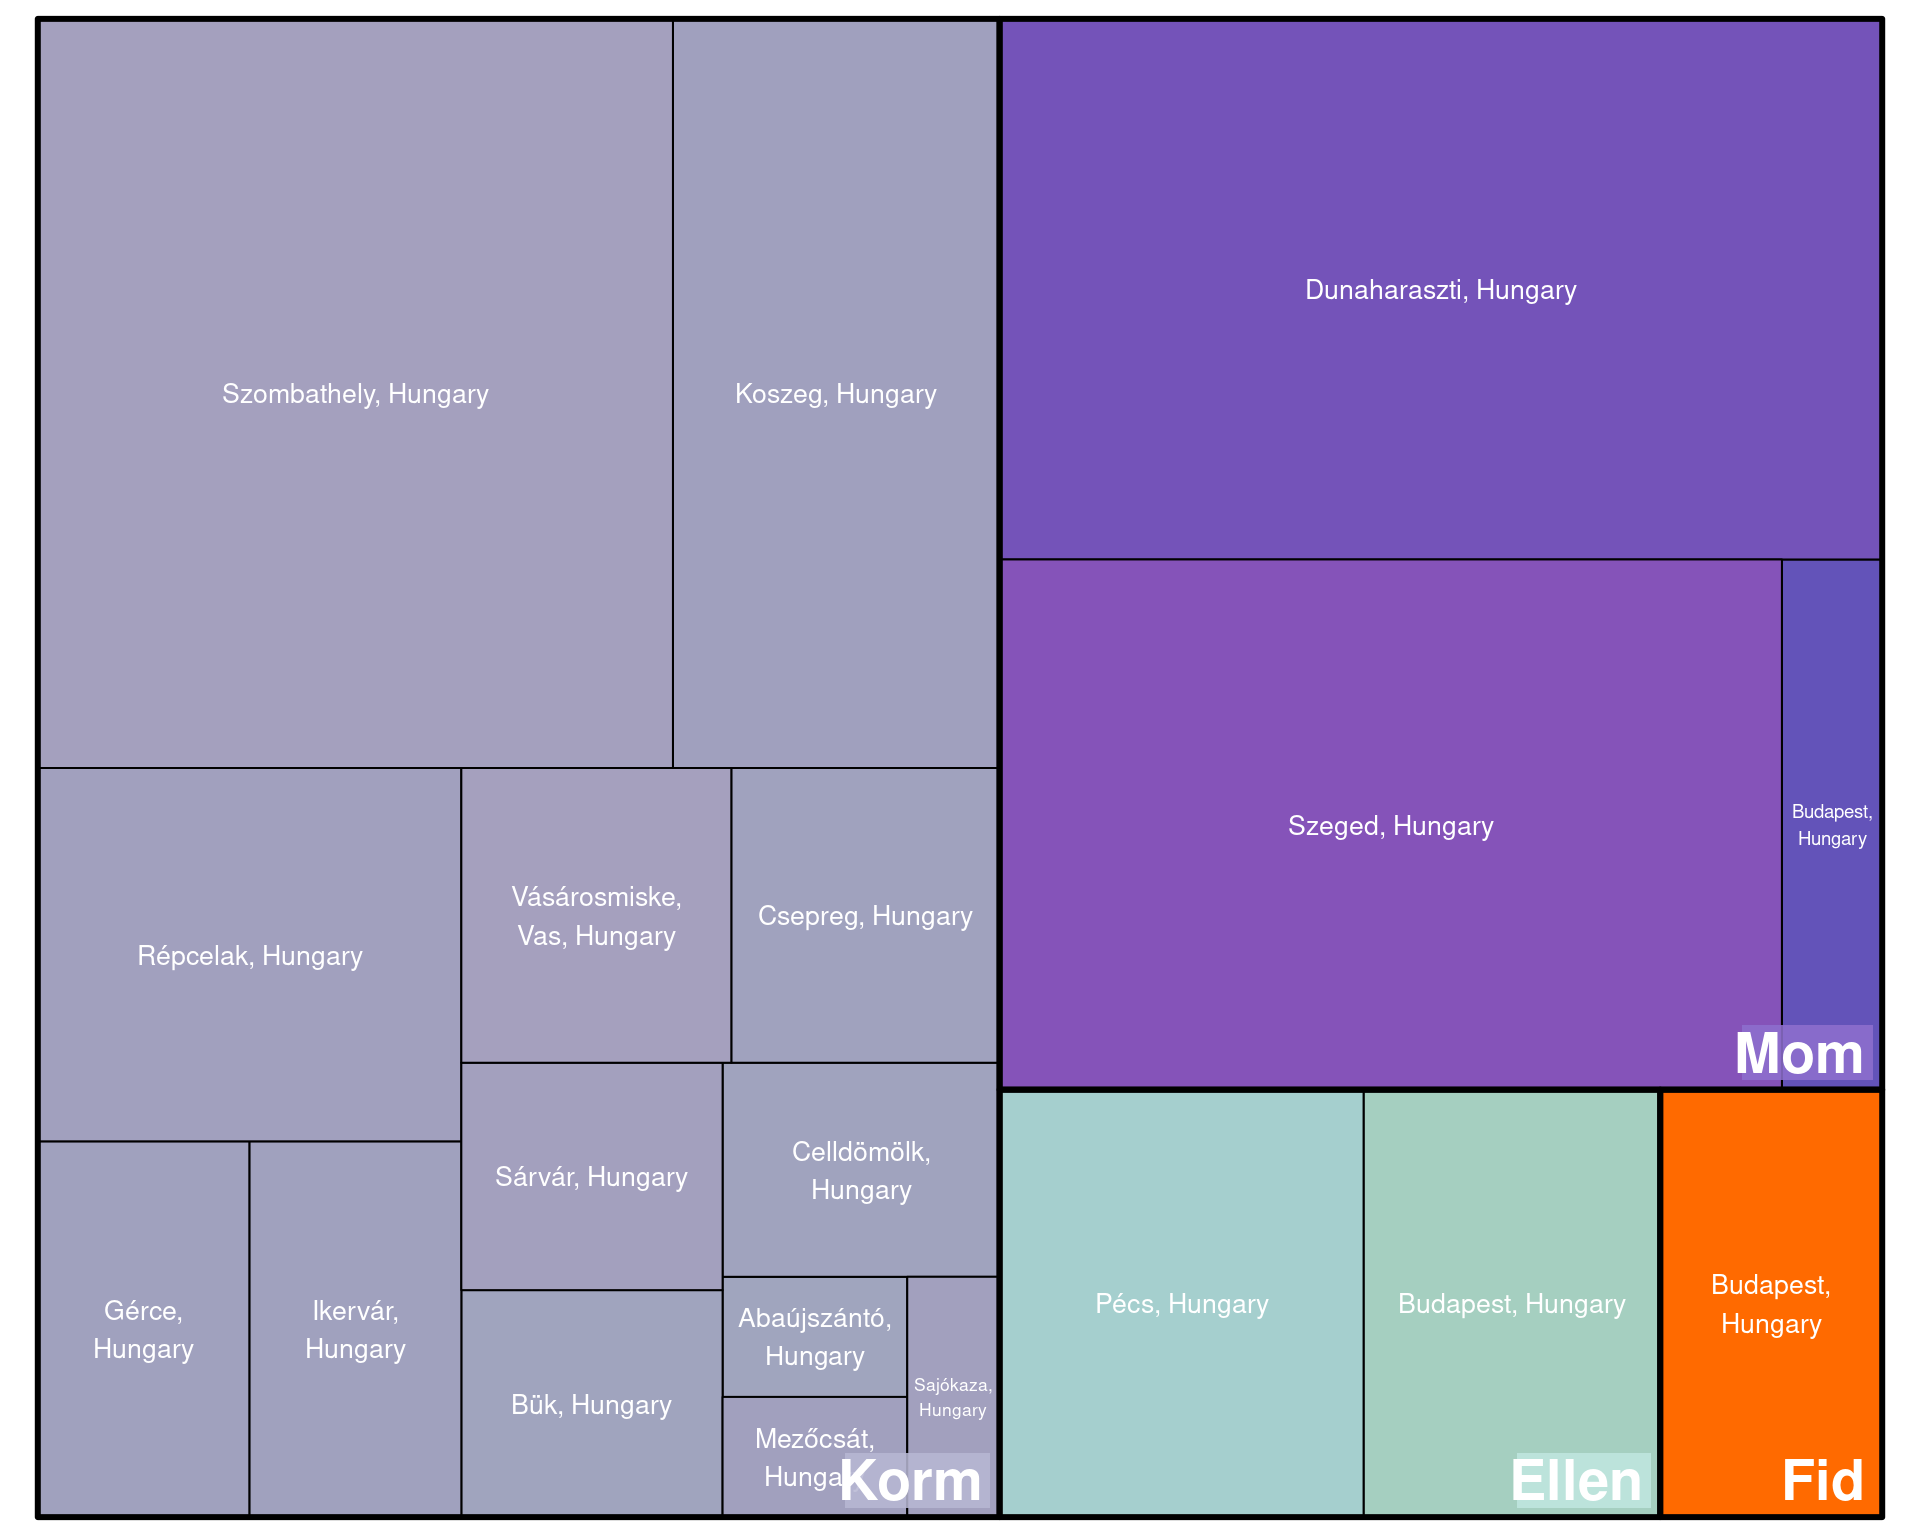 Szombathely, Hungary
Koszeg, Hungary
Répcelak, Hungary
Vásárosmiske,
Vas, Hungary
Csepreg, Hungary
Gérce,
Hungary
Ikervár,
Hungary
Sárvár, Hungary
Celldömölk,
Hungary
Bük, Hungary
Abaújszántó,
Hungary
Mezőcsát,
Hunga
Sajókaza,
Hungary
Korm
Dunaharaszti, Hungary
Szeged, Hungary
Budapest,
Hungary
Mom
Pécs, Hungary
Budapest, Hungary
Ellen
Budapest,
Hungary
Fid